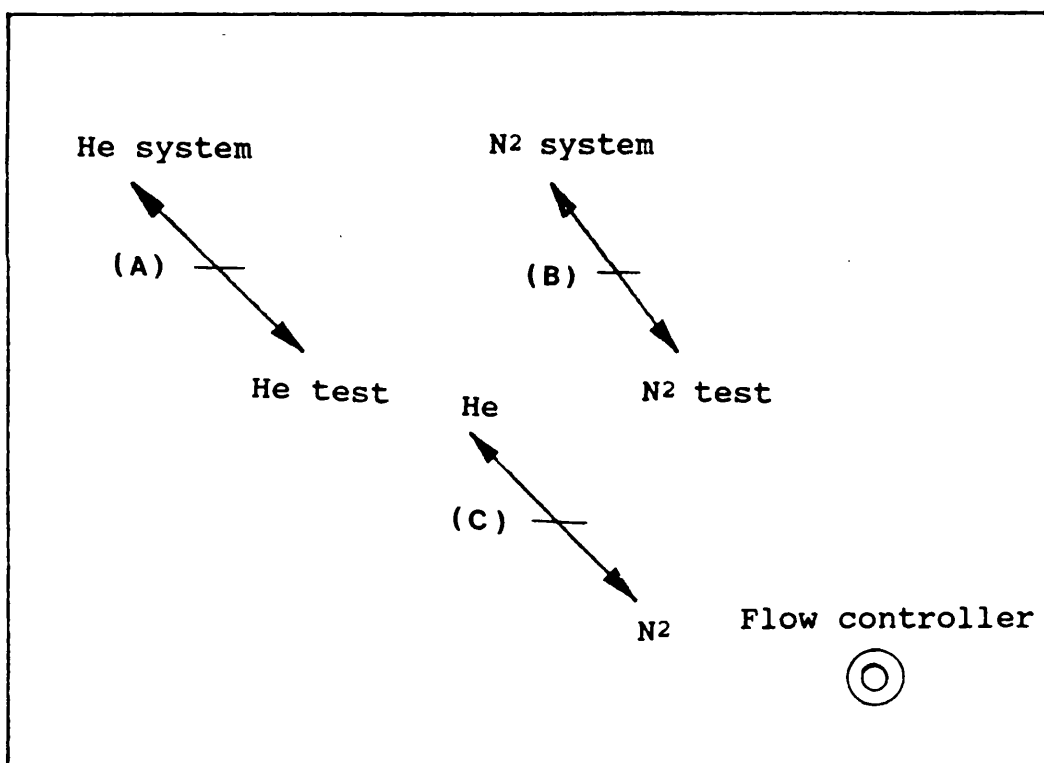 He system
N2 system
(A)
(B)
He test
N2 test
He
(C)
N2
Flow controller